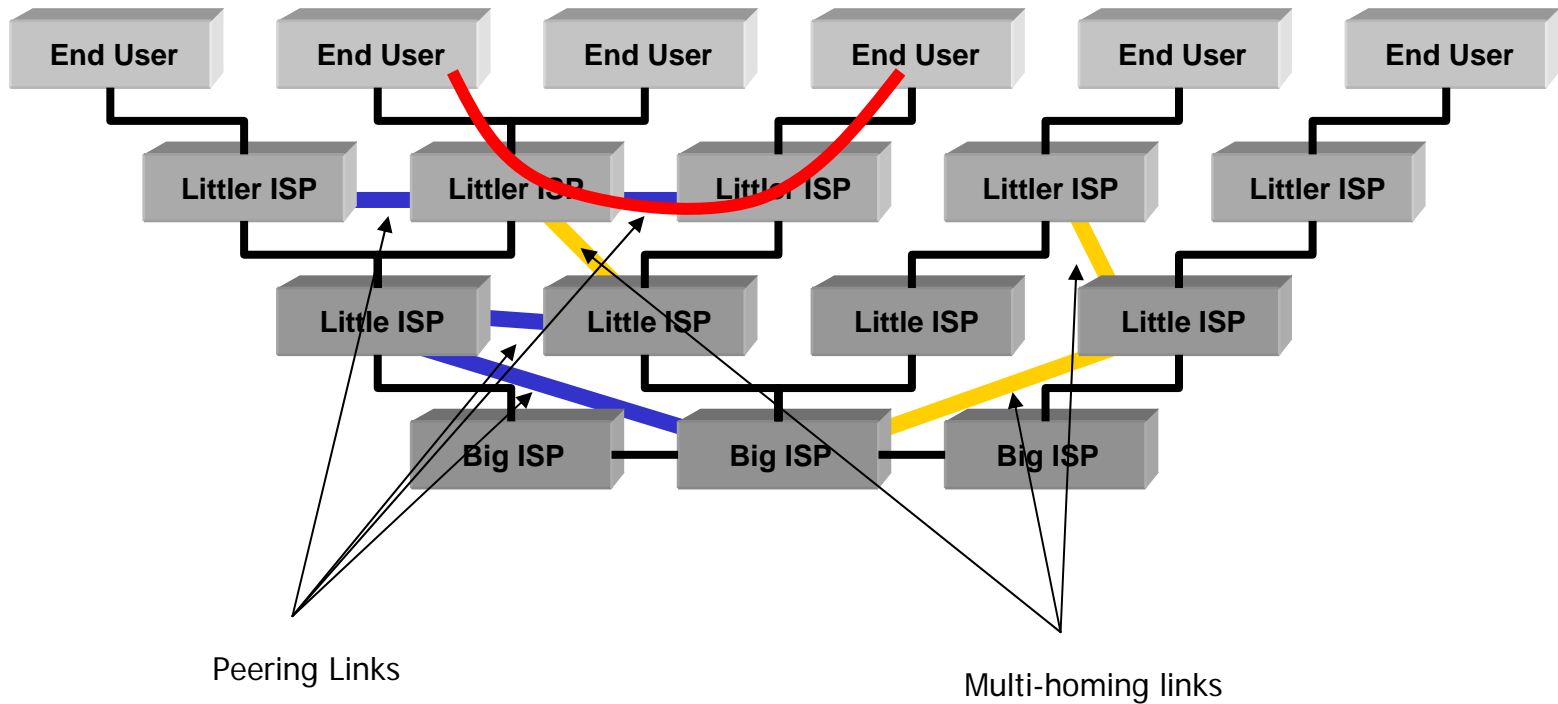 End User
End User
End User
End User
End User
End User
Littler ISP
Littler ISP
Littler ISP
Littler ISP
Littler ISP
Little ISP
Little ISP
Little ISP
Little ISP
Big ISP
Big ISP
Big ISP
Peering Links
Multi-homing links